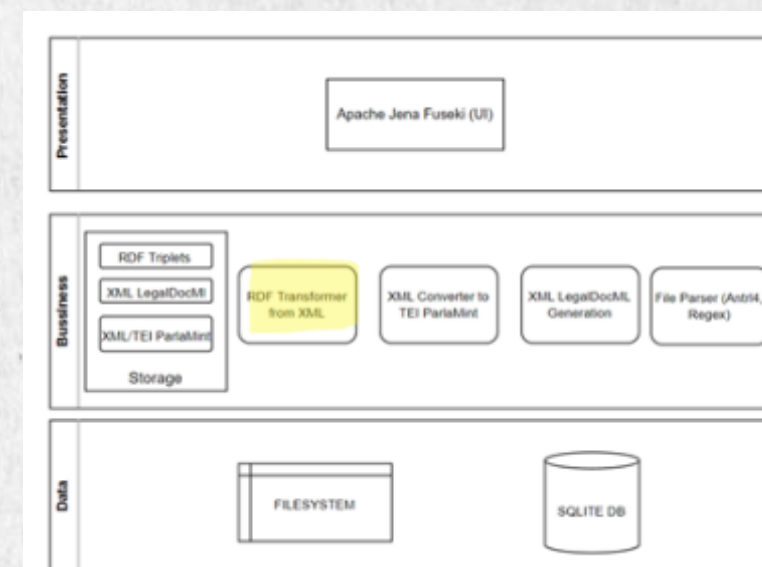 Presentation
Apache Jena Fuseki (UI)
Bussiness
RDF Triplets
XML LegalDocMl
XML/TEI ParlaMint
Storage
RDF Transformer
from XML
XML Converter to
TEI ParlaMint
XML LegalDocML
Generation
File Parser (Antrl4,
Regex)
Data
FILESYSTEM
SQLITE DB